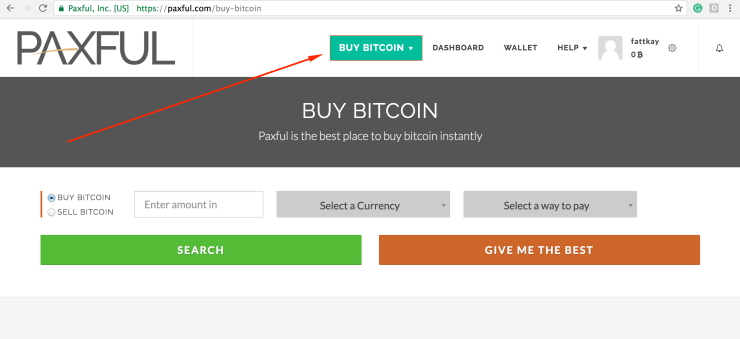 Paxful, Inc. [US] https://paxful.com/buy-bitcoin
PAXFUL
BUY BITCOIN DASHBOARD WALLET HELP fattkay
0 ₿
BUY BITCOIN
Paxful is the best place to buy bitcoin instantly
BUY BITCOIN
SELL BITCOIN
Enter amount in
Select a Currency
Select a way to pay
SEARCH
GIVE ME THE BEST